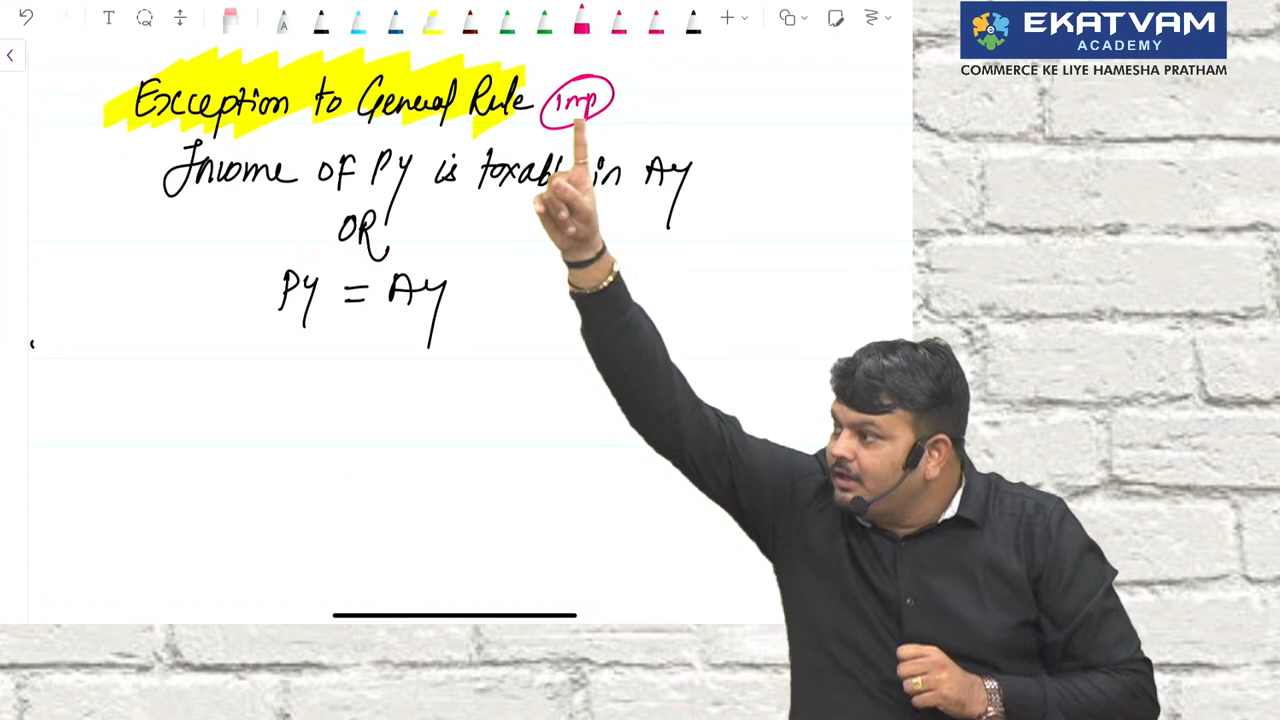 EKATVAM
ACADEMY
COMMERCE KE LIYE HAMESHA PRATHAM
Exception to General Rule Imp
Income OF PY is in AY
OR
PY = AY